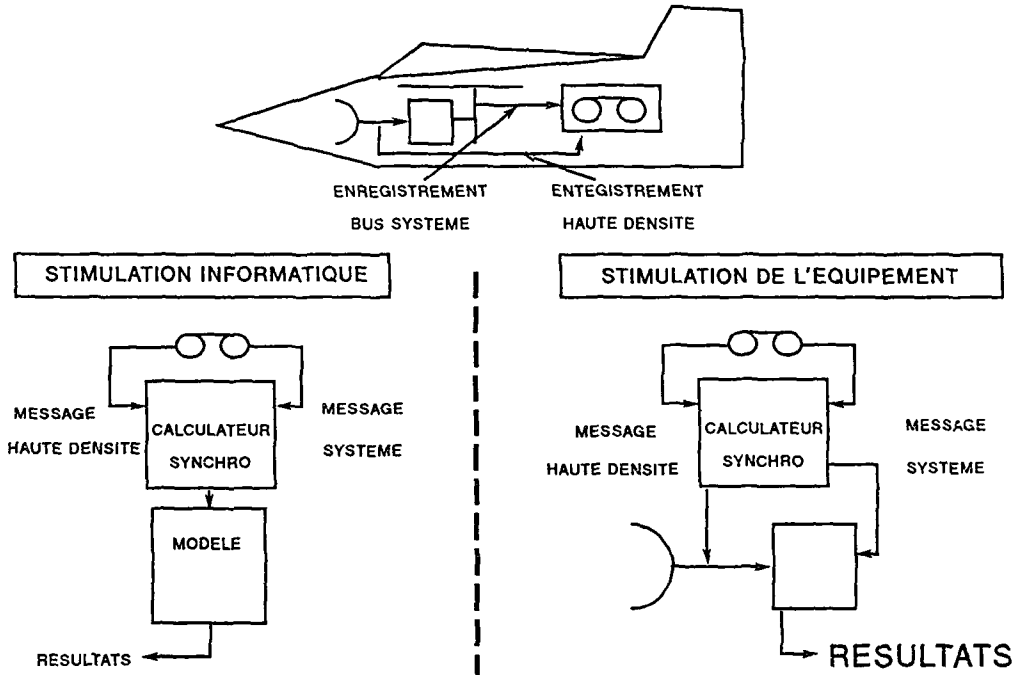 ENREGISTREMENT
BUS SYSTEME
ENTEGISTREMENT
HAUTE DENSITE
STIMULATION INFORMATIQUE
MESSAGE
HAUTE DENSITE
CALCULATEUR
SYNCHRO
MESSAGE
SYSTEME
MODELE
RESULTATS
STIMULATION DE L'EQUIPEMENT
MESSAGE
HAUTE DENSITE
CALCULATEUR
SYNCHRO
MESSAGE
SYSTEME
RESULTATS